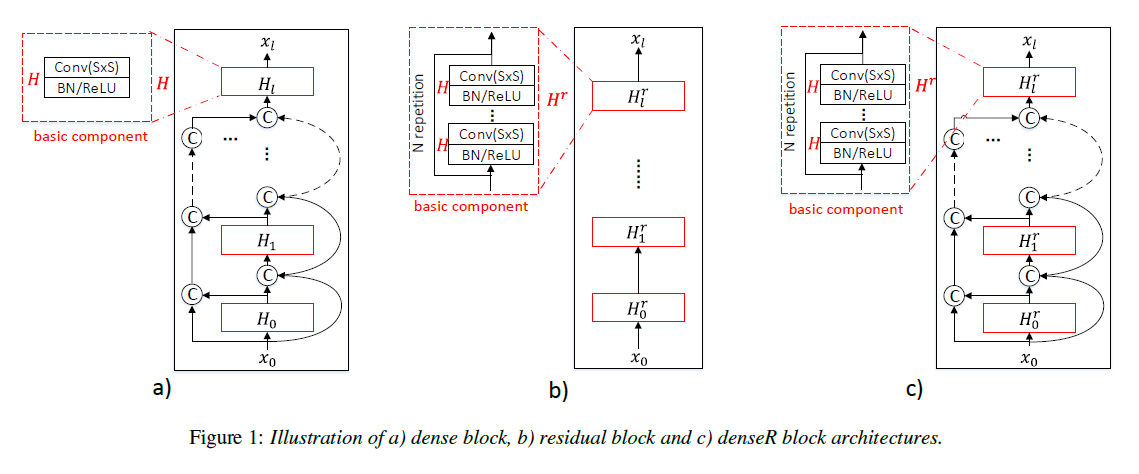 x_l
Conv(SxS)
BN/ReLU
H
H
basic component
H_l
C
C
...
⋮
C
C
H_1
C
C
H_0
x_0
a)
N repetition
Conv(SxS)
BN/ReLU
H
⋮
Conv(SxS)
BN/ReLU
H
H^r
basic component
x_l
H_l^r
⋮
H_1^r
H_0^r
x_0
b)
N repetition
Conv(SxS)
BN/ReLU
H
⋮
Conv(SxS)
BN/ReLU
H
H^r
basic component
x_l
H_l^r
C
C
...
⋮
C
C
H_1^r
C
C
H_0^r
x_0
c)
Figure 1: Illustration of a) dense block, b) residual block and c) denseR block architectures.